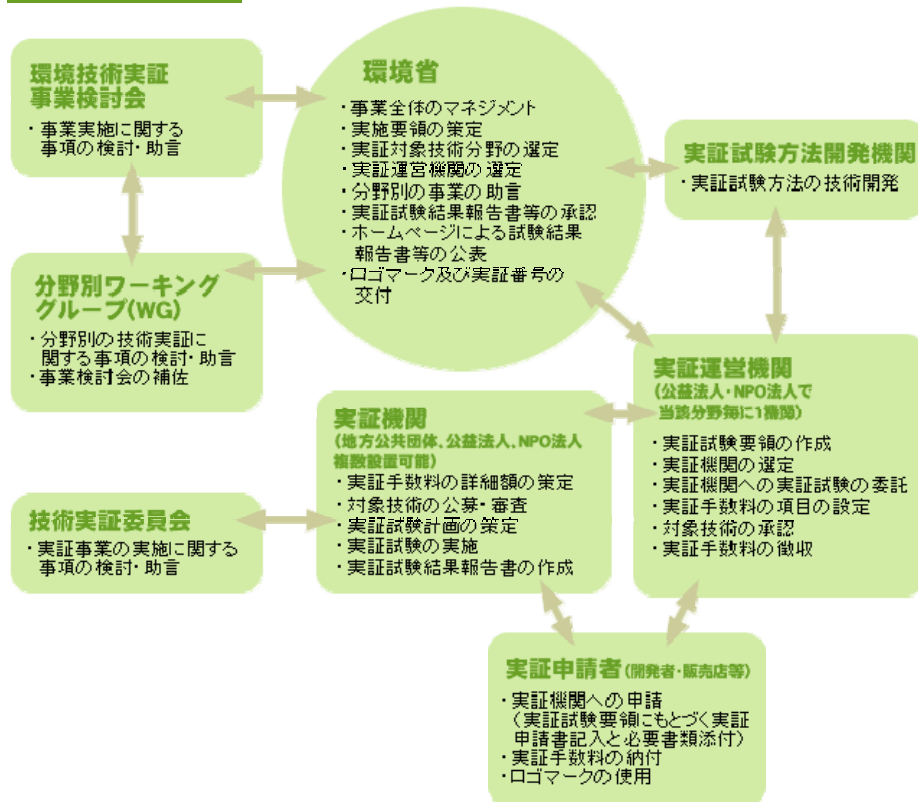 環境技術実証
事業検討会
・事業実施に関する
事項の検討・助言
環境省
・事業全体のマネジメント
・実施要領の策定
・実証対象技術分野の選定
・実証運営機関の選定
・分野別の事業の助言
・実証試験結果報告書等の承認
・ホームページによる試験結果
報告書等の公表
・ロゴマーク及び実証番号の
交付
実証試験方法開発機関
・実証試験方法の技術開発
分野別ワーキング
グループ(WG)
・分野別の技術実証に
関する事項の検討・助言
・事業検討会の補佐
実証運営機関
(公益法人・NPO法人で
当該分野毎に1機関)
・実証試験要領の作成
・実証機関の選定
・実証機関への実証試験の委託
・実証手数料の項目の設定
・対象技術の承認
・実証手数料の徴収
実証機関
(地方公共団体、公益法人、NPO法人
複数設置可能)
・実証手数料の詳細額の策定
・対象技術の公募・審査
・実証試験計画の策定
・実証試験の実施
・実証試験結果報告書の作成
技術実証委員会
・実証事業の実施に関する
事項の検討・助言
実証申請者(開発者・販売店等)
・実証機関への申請
(実証試験要領にもとづく実証
申請書記入と必要書類添付)
・実証手数料の納付
・ロゴマークの使用